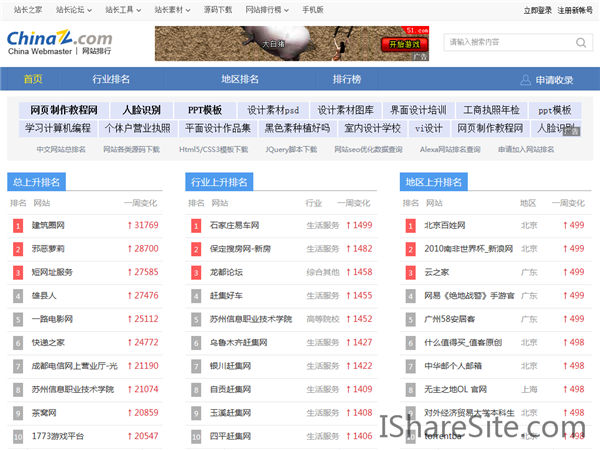 站长之家 站长论坛 站长工具 站长素材 源码下载 网站排行榜 手机版 立即登录 注册新帐号
ChinaZ.com
China Webmaster | 网站排行
大白猪 51.com 开始游戏 广告
请输入搜索内容
首页 行业排名 地区排名 排行榜 申请收录
网页制作教程网 人脸识别 PPT模板 设计素材psd 设计素材图库 界面设计培训 工商执照年检 ppt模板
学习计算机编程 个体户营业执照 平面设计作品集 黑色素种植好吗 室内设计学校 vi设计 网页制作教程网 人脸识别 广告
中文网站总排名 网站各类源码下载 Html5/CSS3模版下载 JQuery脚本下载 网站seo优化数据查询 Alexa网站排名查询 申请加入网站排名
总上升排名 行业上升排名 地区上升排名
排名 网站 一周变化 排名 网站 行业 一周变化 排名 网站 地区 一周变化
1 建筑圈网 ↑31769 1 石家庄易车网 生活服务 ↑1499 1 北京百姓网 北京 ↑499
2 邪恶萝莉 ↑28700 2 保定搜房网-新房 生活服务 ↑1482 2 2010南非世界杯_新浪网 北京 ↑499
3 短网址服务 ↑27585 3 龙都论坛 综合其他 ↑1458 3 云之家 广东 ↑499
4 雄县人 ↑27476 4 赶集好车 生活服务 ↑1455 4 网易《绝地战警》手游官 广东 ↑499
5 一路电影网 ↑25112 5 苏州信息职业技术学院 高等院校 ↑1452 5 广州58安居客 广东 ↑499
6 快递之家 ↑24772 6 乌鲁木齐赶集网 生活服务 ↑1427 6 什么值得买_值客原创 北京 ↑498
7 成都电信网上营业厅-光 ↑21190 7 银川赶集网 生活服务 ↑1422 7 中华邮个人邮箱 北京 ↑498
8 苏州信息职业技术学院 ↑21074 8 自贡赶集网 生活服务 ↑1409 8 无主之地OL 官网 上海 ↑498
9 茶窝网 ↑20859 9 玉溪赶集网 生活服务 ↑1408 9 对外经济贸易大学本科生 ↑498
10 1773游戏平台 ↑20547 10 四平赶集网 生活服务 ↑1406 10 torrentba ↑498
IShareSite.com